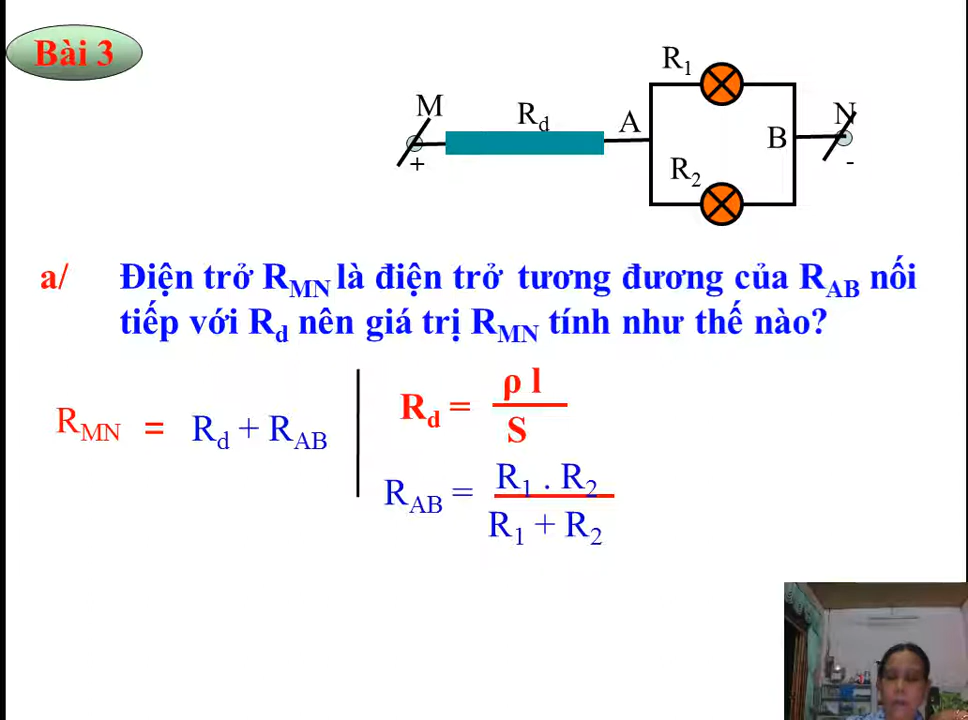 Bài 3
R1
M
Rd
A
N
B
+
-
R2
a/ Điện trở RMN là điện trở tương đương của RAB nối
tiếp với Rd nên giá trị RMN tính như thế nào?
RMN = Rd + RAB
Rd = ρ l
S
RAB = R1 . R2
R1 + R2